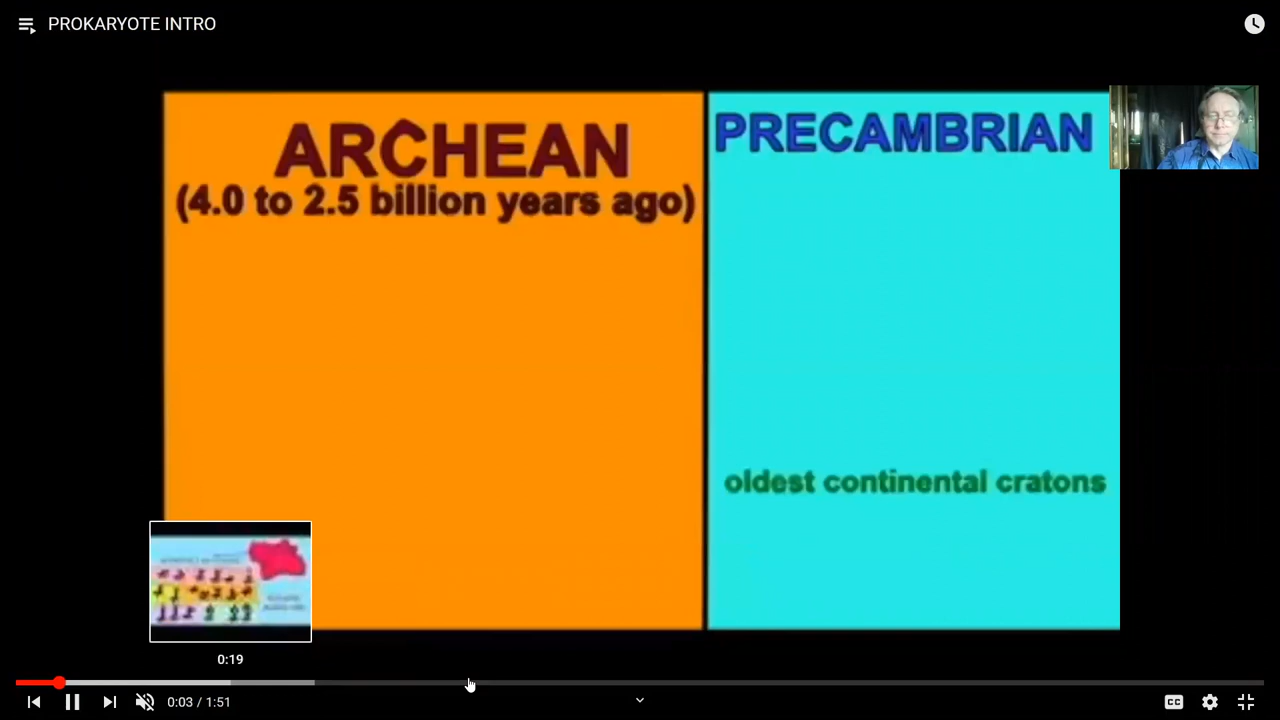 PROKARYOTE INTRO
ARCHEAN
(4.0 to 2.5 billion years ago)
PRECAMBRIAN
oldest continental cratons
0:19
0:03 / 1:51
CC